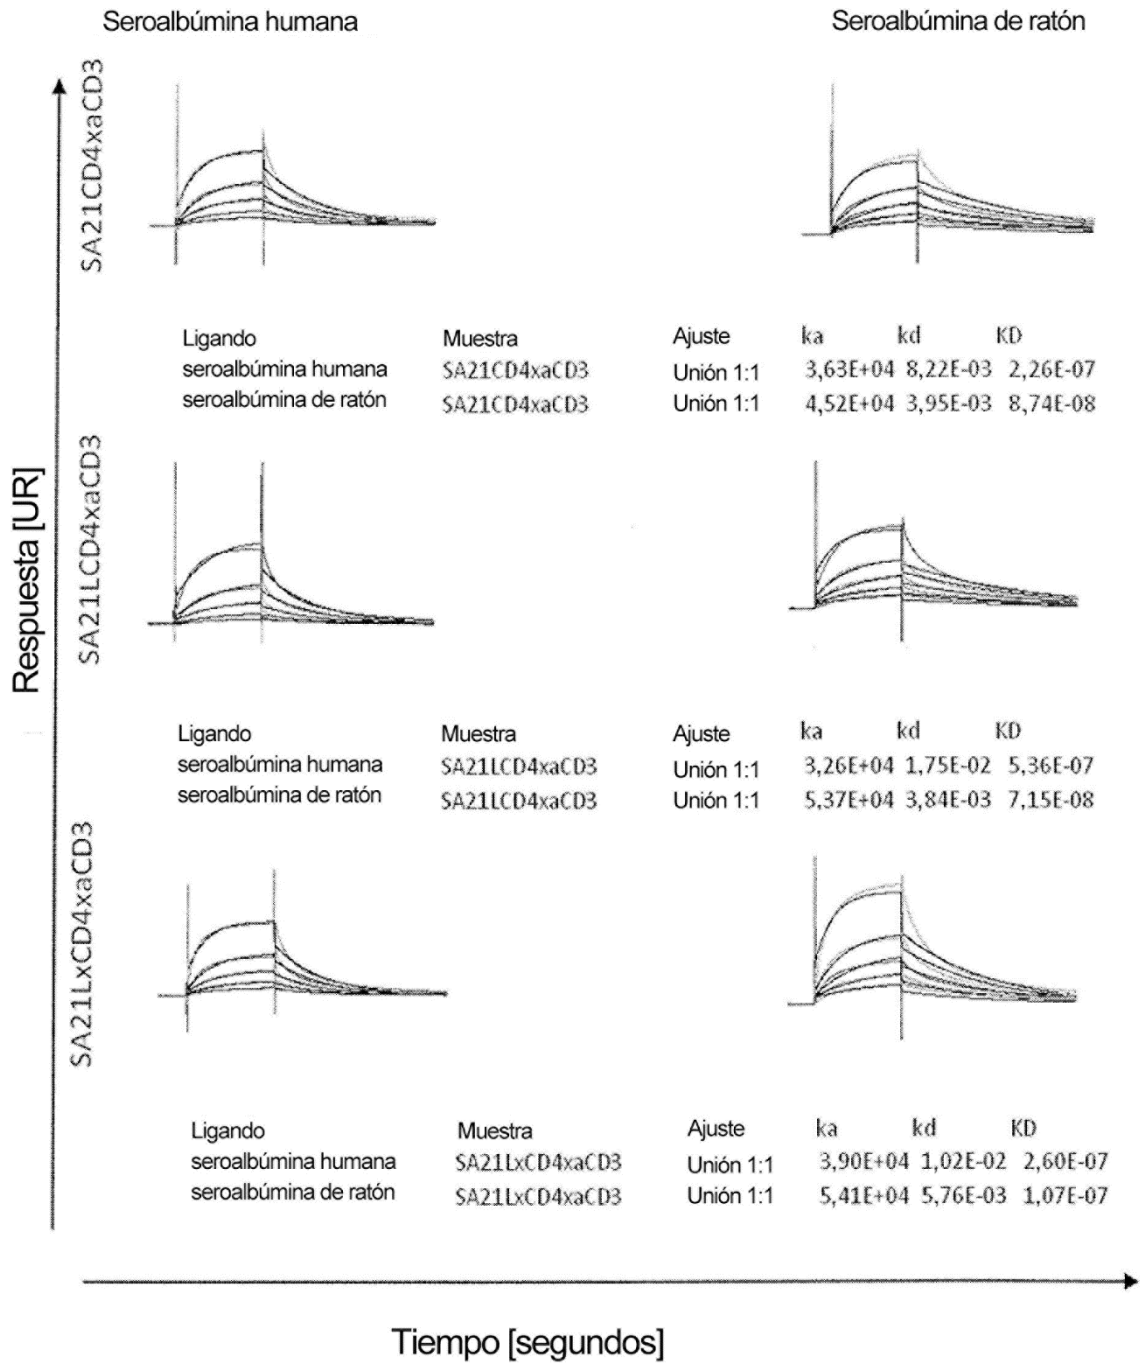 Seroalbúmina humana Seroalbúmina de ratón
SA21CD4xaCD3
Ligando Muestra Ajuste ka kd KD
seroalbúmina humana SA21CD4xaCD3 Unión 1:1 3,63E+04 8,22E-03 2,26E-07
seroalbúmina de ratón SA21CD4xaCD3 Unión 1:1 4,52E+04 3,95E-03 8,74E-08
Respuesta [UR]
SA21LCD4xaCD3
Ligando Muestra Ajuste ka kd KD
seroalbúmina humana SA21LCD4xaCD3 Unión 1:1 3,26E+04 1,75E-02 5,36E-07
seroalbúmina de ratón SA21LCD4xaCD3 Unión 1:1 5,37E+04 3,84E-03 7,15E-08
SA21LxCD4xaCD3
Ligando Muestra Ajuste ka kd KD
seroalbúmina humana SA21LxCD4xaCD3 Unión 1:1 3,90E+04 1,02E-02 2,60E-07
seroalbúmina de ratón SA21LxCD4xaCD3 Unión 1:1 5,41E+04 5,76E-03 1,07E-07
Tiempo [segundos]